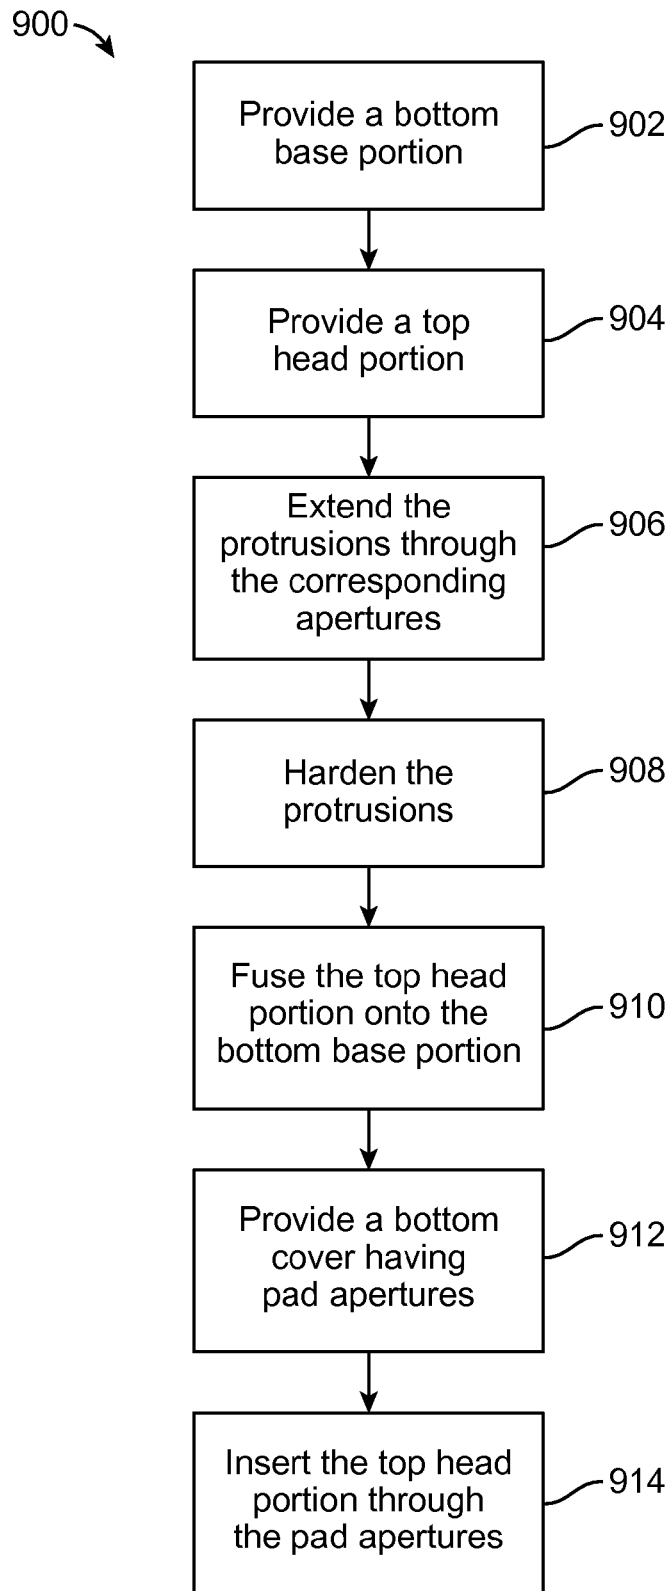 900
Provide a bottom
base portion
902
Provide a top
head portion
904
Extend the
protrusions through
the corresponding
apertures
906
Harden the
protrusions
908
Fuse the top head
portion onto the
bottom base portion
910
Provide a bottom
cover having
pad apertures
912
Insert the top head
portion through
the pad apertures
914